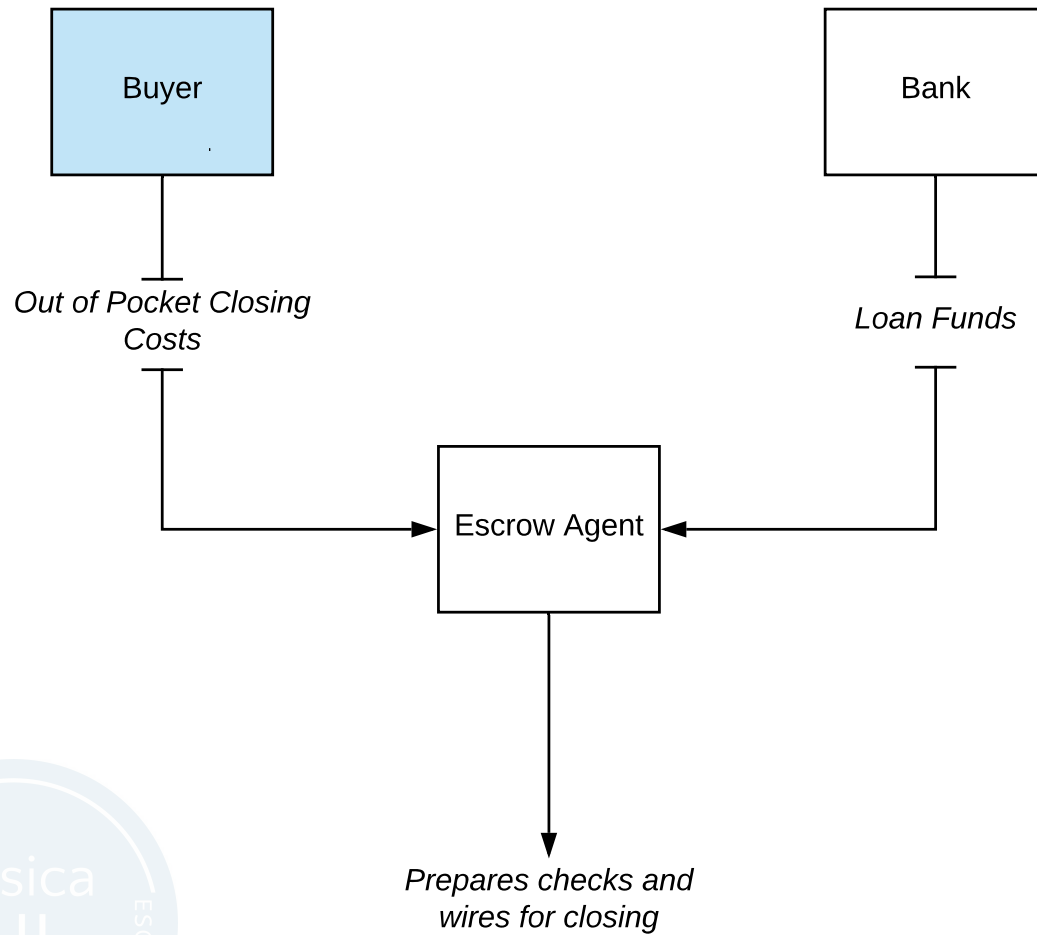 Buyer
Bank
Out of Pocket Closing
Costs
Loan Funds
Escrow Agent
Prepares checks and
wires for closing